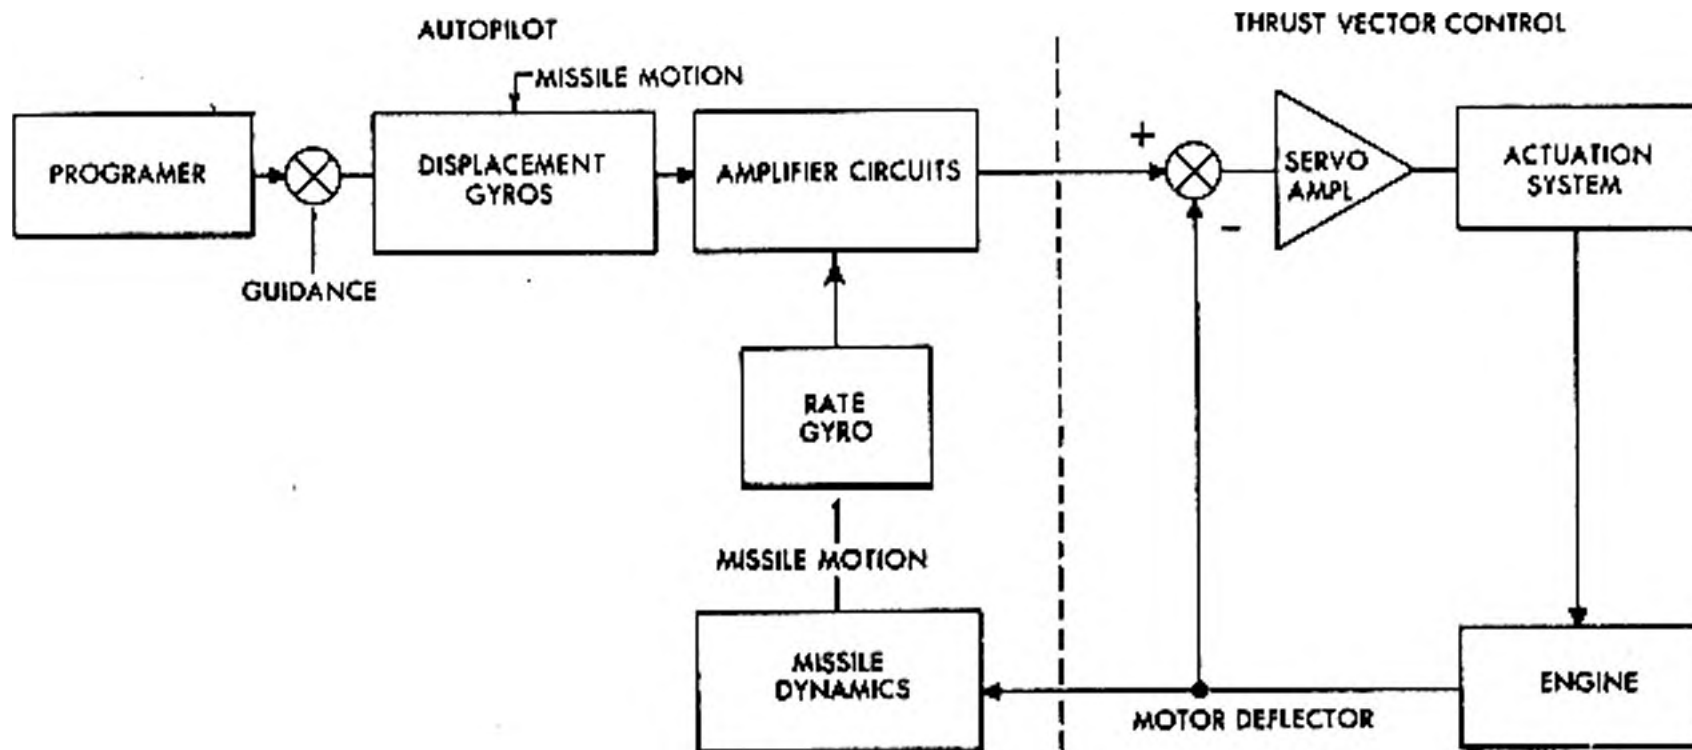 AUTOPILOT
THRUST VECTOR CONTROL
MISSILE MOTION
PROGRAMER
DISPLACEMENT
GYROS
AMPLIFIER CIRCUITS
+
SERVO
AMPL
ACTUATION
SYSTEM
-
GUIDANCE
RATE
GYRO
MISSILE MOTION
MISSILE
DYNAMICS
MOTOR DEFLECTOR
ENGINE